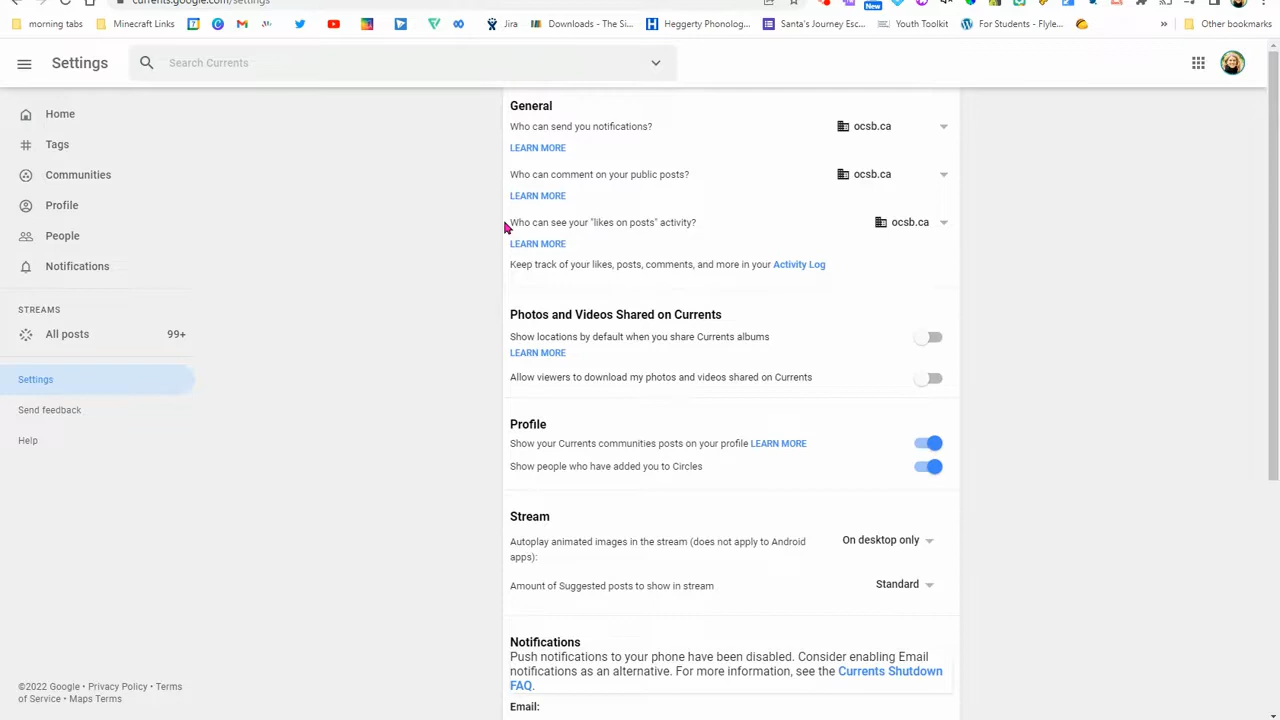 currents.google.com/settings
New
morning tabs
Minecraft Links
Jira
Downloads - The Si...
Heggerty Phonolog...
Santa's Journey Esc...
Youth Toolkit
For Students - Flyle...
»
Other bookmarks
Settings
Search Currents
Home
Tags
Communities
Profile
People
Notifications
STREAMS
All posts 99+
Settings
Send feedback
Help
©2022 Google • Privacy Policy • Terms
of Service • Maps Terms
General
Who can send you notifications? ocsb.ca
LEARN MORE
Who can comment on your public posts? ocsb.ca
LEARN MORE
Who can see your "likes on posts" activity? ocsb.ca
LEARN MORE
Keep track of your likes, posts, comments, and more in your Activity Log
Photos and Videos Shared on Currents
Show locations by default when you share Currents albums
LEARN MORE
Allow viewers to download my photos and videos shared on Currents
Profile
Show your Currents communities posts on your profile LEARN MORE
Show people who have added you to Circles
Stream
Autoplay animated images in the stream (does not apply to Android On desktop only
apps):
Amount of Suggested posts to show in stream Standard
Notifications
Push notifications to your phone have been disabled. Consider enabling Email
notifications as an alternative. For more information, see the Currents Shutdown
FAQ.
Email: